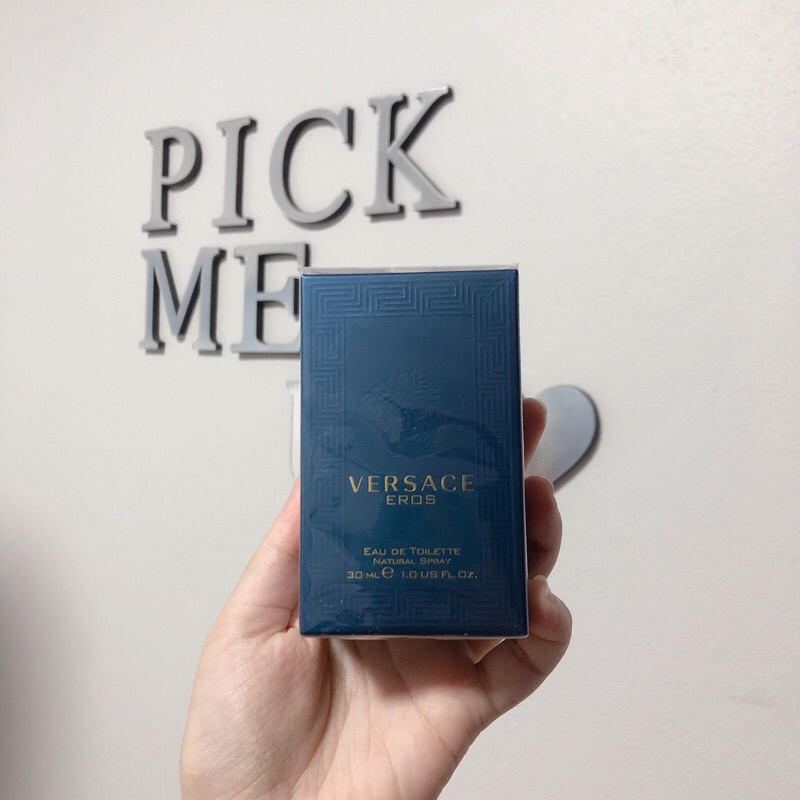 PICK
ME
VERSACE
EROS
EAU DE TOILETTE
NATURAL SPRAY
30 ML ℮ 1.0 US FL.OZ.